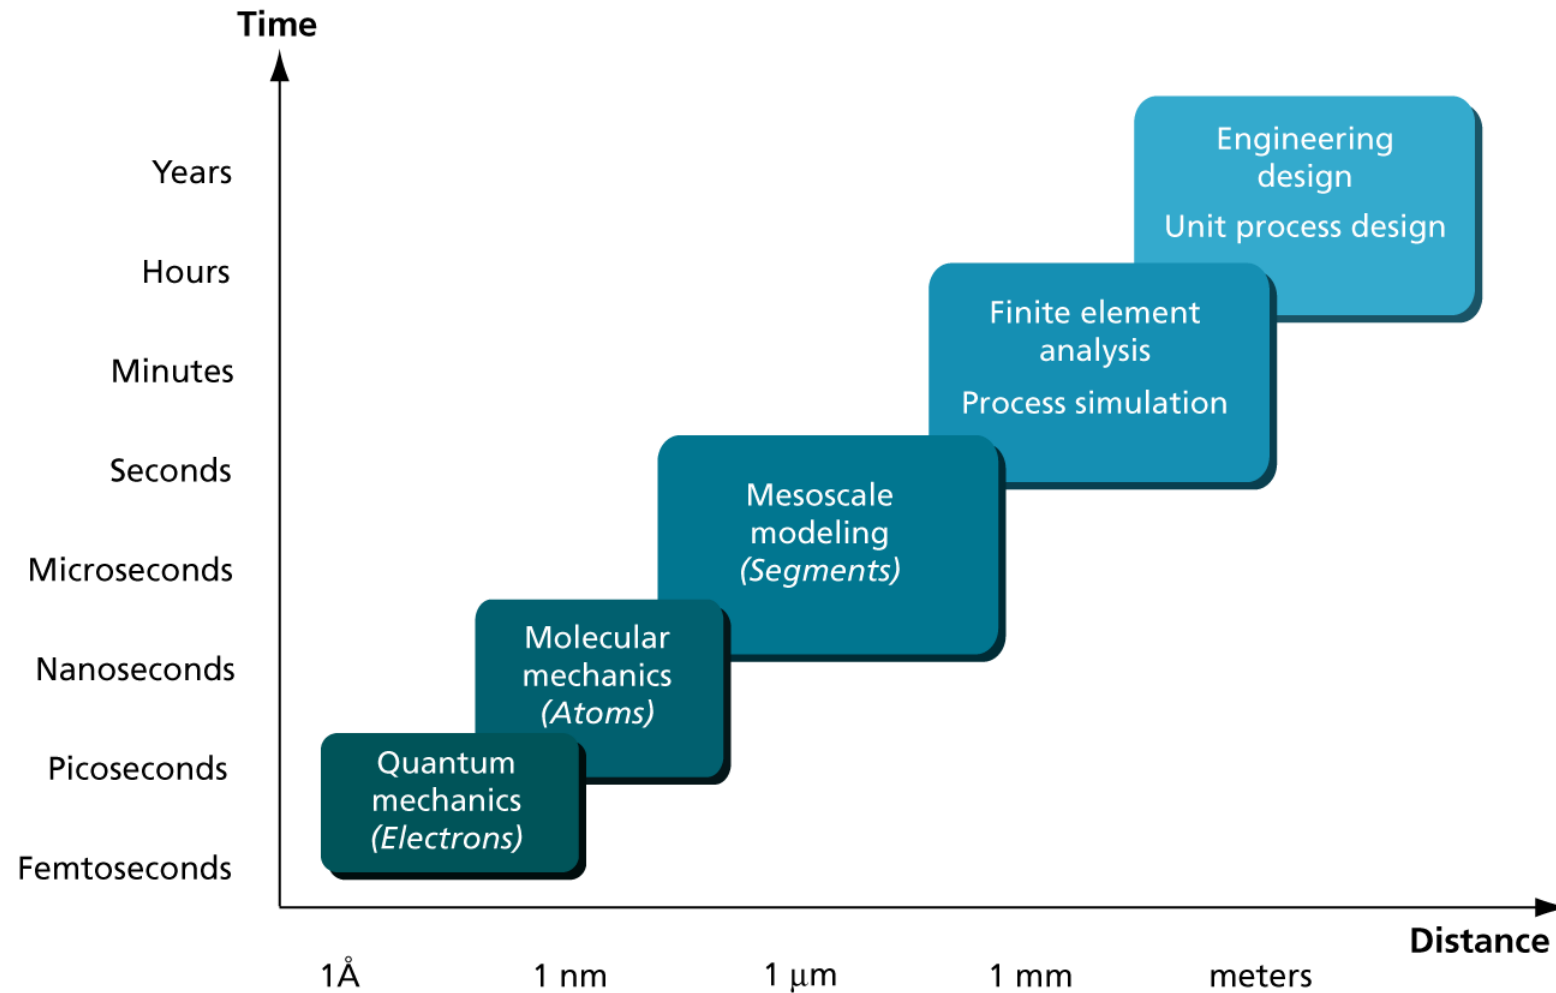 Time
Years
Hours
Minutes
Seconds
Microseconds
Nanoseconds
Picoseconds
Femtoseconds
Engineering
design
Unit process design
Finite element
analysis
Process simulation
Mesoscale
modeling
(Segments)
Molecular
mechanics
(Atoms)
Quantum
mechanics
(Electrons)
Distance
1Å
1 nm
1 μm
1 mm
meters